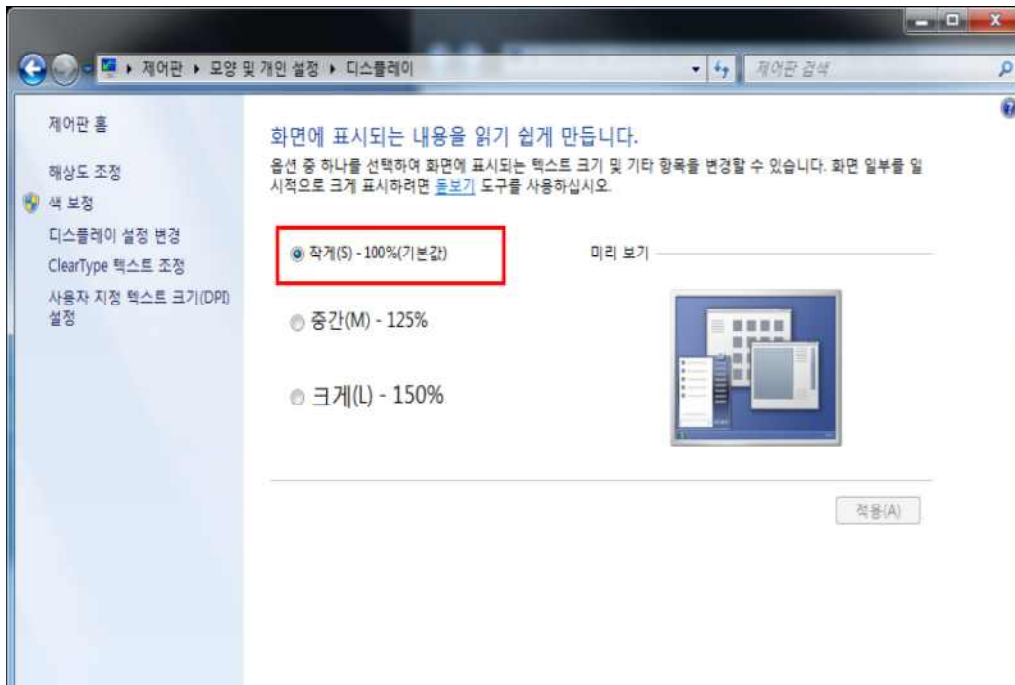 제어판 ▸ 모양 및 개인 설정 ▸ 디스플레이
제어판 검색
제어판 홈
해상도 조정
색 보정
디스플레이 설정 변경
ClearType 텍스트 조정
사용자 지정 텍스트 크기(DPI)
설정
화면에 표시되는 내용을 읽기 쉽게 만듭니다.
옵션 중 하나를 선택하여 화면에 표시되는 텍스트 크기 및 기타 항목을 변경할 수 있습니다. 화면 일부를 일
시적으로 크게 표시하려면 돋보기 도구를 사용하십시오.
작게(S) - 100%(기본값)
미리 보기
중간(M) - 125%
크게(L) - 150%
적용(A)